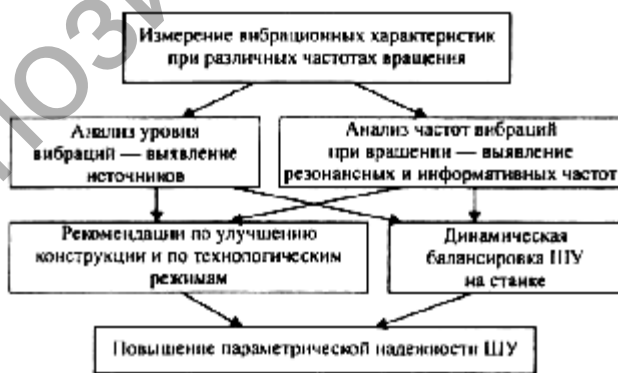 Измерение вибрационных характеристик
при различных частотах вращения
Анализ уровня
вибраций — выявление
источников
Анализ частот вибраций
при вращении — выявление
резонансных и информативных частот
Рекомендации по улучшению
конструкции и по технологическим
режимам
Динамическая
балансировка ШУ
на станке
Повышение параметрической надежности ШУ